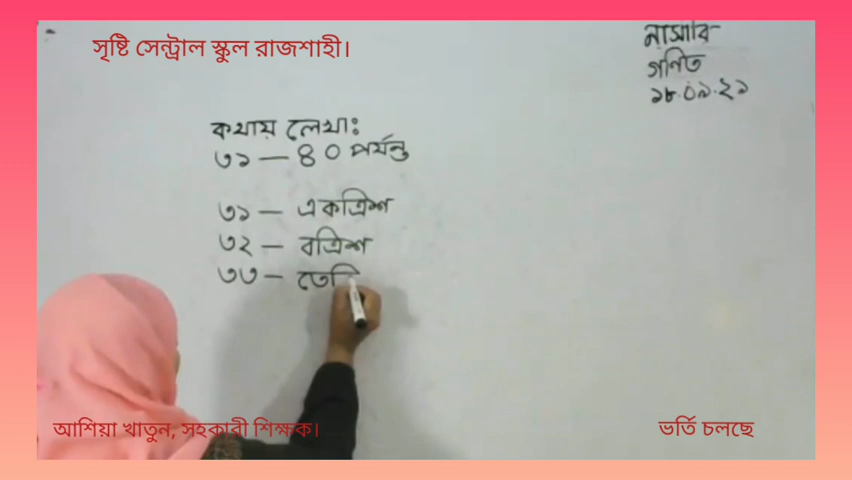 সৃষ্টি সেন্ট্রাল স্কুল রাজশাহী।
নার্সারি
গণিত
১৮.০৯.২১
কথায় লেখাঃ
৩১ — ৪০ পর্যন্ত
৩১ — একত্রিশ
৩২ — বত্রিশ
৩৩ — তেত্রি
আশিয়া খাতুন, সহকারী শিক্ষক।
ভর্তি চলছে